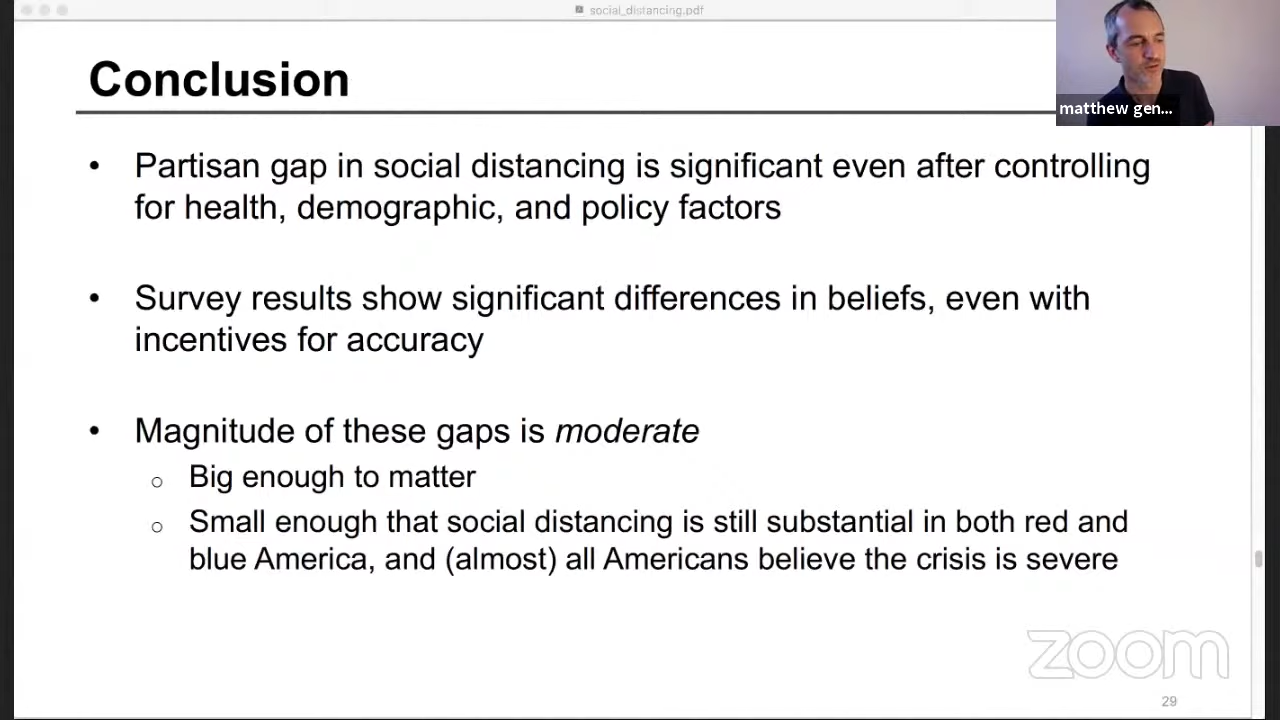 social_distancing.pdf
Conclusion
matthew gen...
• Partisan gap in social distancing is significant even after controlling
for health, demographic, and policy factors
• Survey results show significant differences in beliefs, even with
incentives for accuracy
• Magnitude of these gaps is moderate
○ Big enough to matter
○ Small enough that social distancing is still substantial in both red and
blue America, and (almost) all Americans believe the crisis is severe
zoom
29